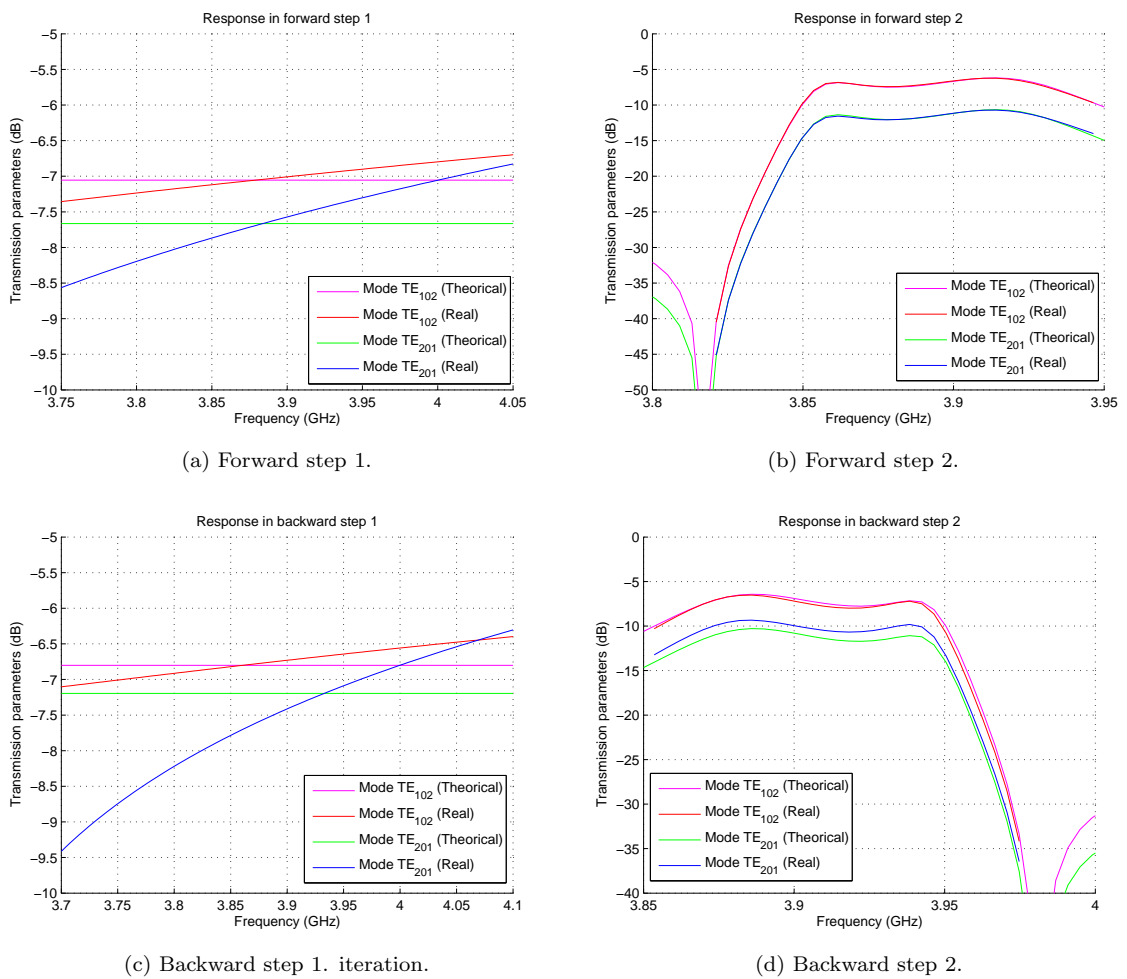 Response in forward step 1
−5
−5.5
−6
−6.5
−7
−7.5
−8
−8.5
−9
−9.5
−10
Transmission parameters (dB)
3.75 3.8 3.85 3.9 3.95 4 4.05
Frequency (GHz)
Mode TE102 (Theorical)
Mode TE102 (Real)
Mode TE201 (Theorical)
Mode TE201 (Real)
(a) Forward step 1.
Response in forward step 2
0
−5
−10
−15
−20
−25
−30
−35
−40
−45
−50
Transmission parameters (dB)
3.8 3.85 3.9 3.95
Frequency (GHz)
Mode TE102 (Theorical)
Mode TE102 (Real)
Mode TE201 (Theorical)
Mode TE201 (Real)
(b) Forward step 2.
Response in backward step 1
−5
−5.5
−6
−6.5
−7
−7.5
−8
−8.5
−9
−9.5
−10
Transmission parameters (dB)
3.7 3.75 3.8 3.85 3.9 3.95 4 4.05 4.1
Frequency (GHz)
Mode TE102 (Theorical)
Mode TE102 (Real)
Mode TE201 (Theorical)
Mode TE201 (Real)
(c) Backward step 1. iteration.
Response in backward step 2
0
−5
−10
−15
−20
−25
−30
−35
−40
Transmission parameters (dB)
3.85 3.9 3.95 4
Frequency (GHz)
Mode TE102 (Theorical)
Mode TE102 (Real)
Mode TE201 (Theorical)
Mode TE201 (Real)
(d) Backward step 2.